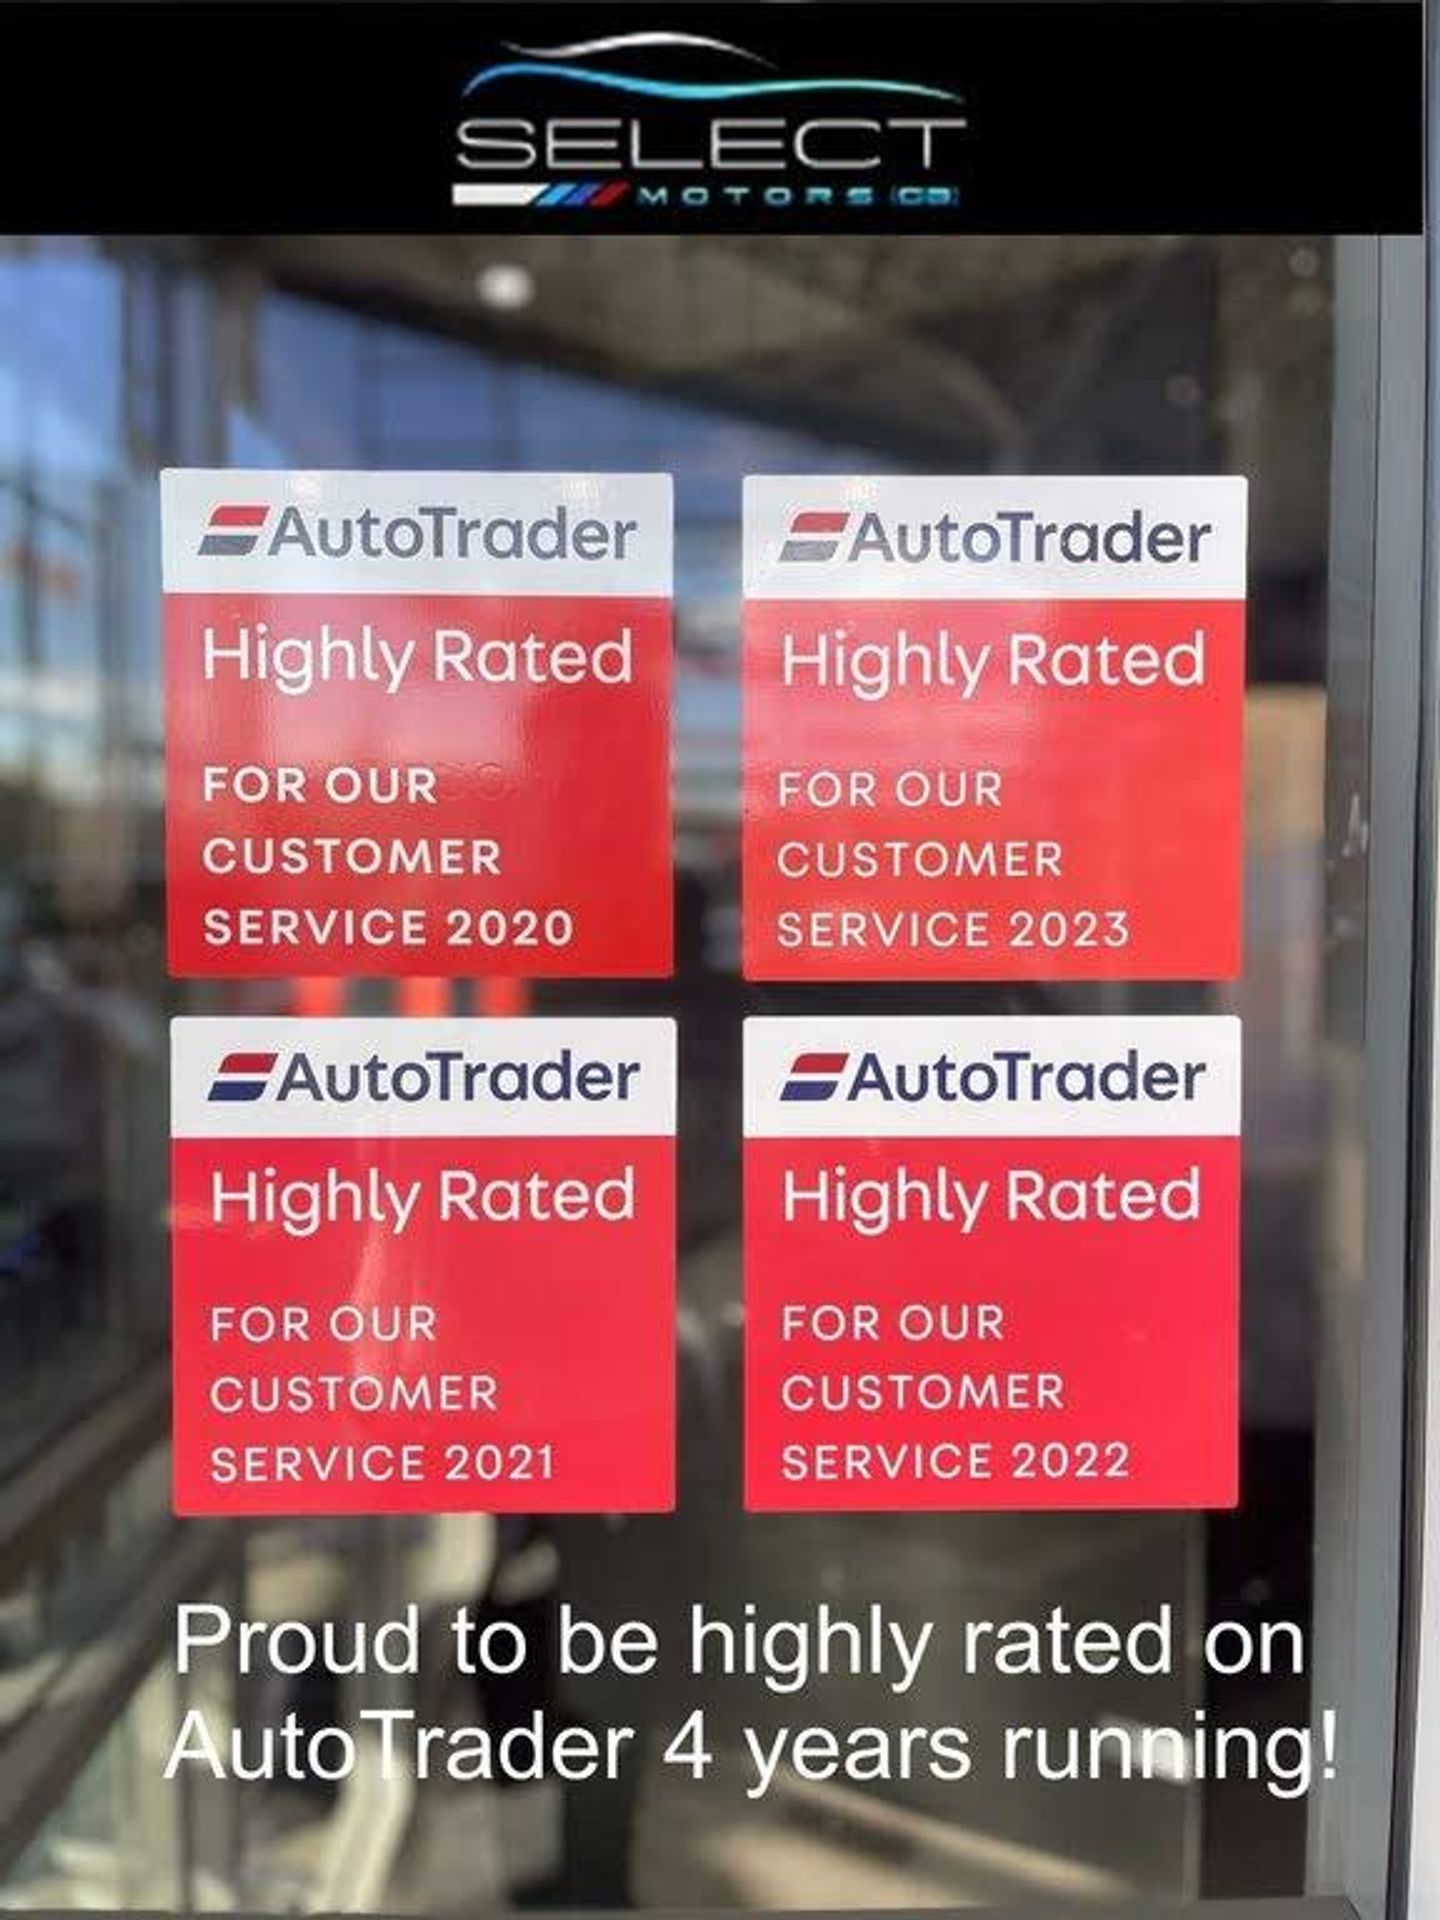 SELECT
MOTORS (GB)
AutoTrader
Highly Rated
FOR OUR
CUSTOMER
SERVICE 2020
AutoTrader
Highly Rated
FOR OUR
CUSTOMER
SERVICE 2023
AutoTrader
Highly Rated
FOR OUR
CUSTOMER
SERVICE 2021
AutoTrader
Highly Rated
FOR OUR
CUSTOMER
SERVICE 2022
Proud to be highly rated on
AutoTrader 4 years running!